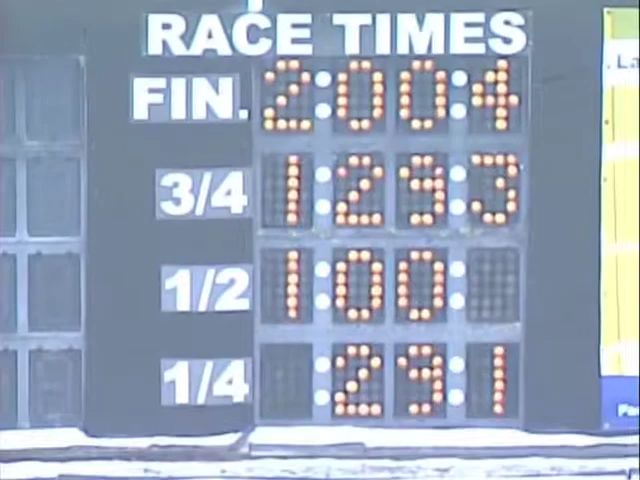 RACE TIMES
FIN. 2:00:4
3/4 1:29:3
1/2 1:00:
1/4 :29:1